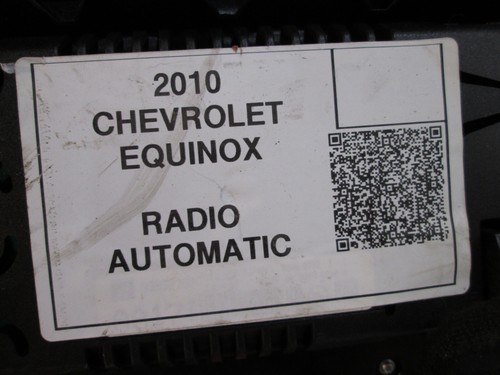 2010
CHEVROLET
EQUINOX
RADIO
AUTOMATIC